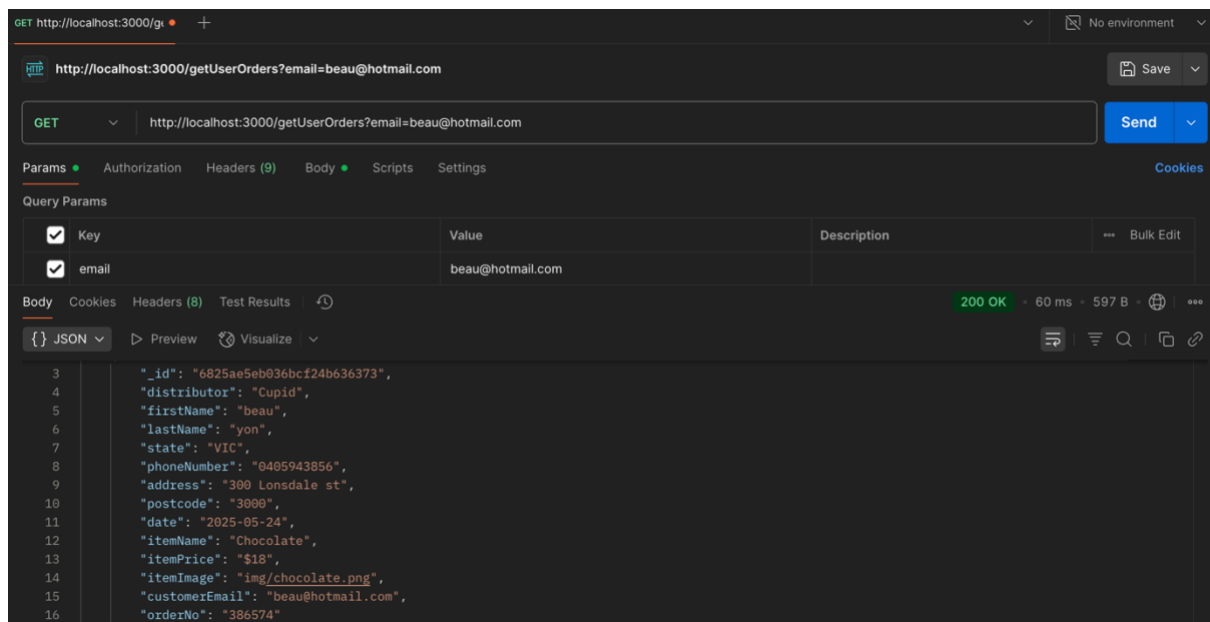 GET http://localhost:3000/ge
No environment
HTTP http://localhost:3000/getUserOrders?email=beau@hotmail.com
Save
GET http://localhost:3000/getUserOrders?email=beau@hotmail.com
Send
Params Authorization Headers (9) Body Scripts Settings
Cookies
Query Params
Key Value Description ••• Bulk Edit
email beau@hotmail.com
Body Cookies Headers (8) Test Results
200 OK • 60 ms • 597 B •
{} JSON Preview Visualize
3 "_id": "6825ae5eb036bcf24b636373",
4 "distributor": "Cupid",
5 "firstName": "beau",
6 "lastName": "yon",
7 "state": "VIC",
8 "phoneNumber": "0405943856",
9 "address": "300 Lonsdale st",
10 "postcode": "3000",
11 "date": "2025-05-24",
12 "itemName": "Chocolate",
13 "itemPrice": "$18",
14 "itemImage": "img/chocolate.png",
15 "customerEmail": "beau@hotmail.com",
16 "orderNo": "386574"